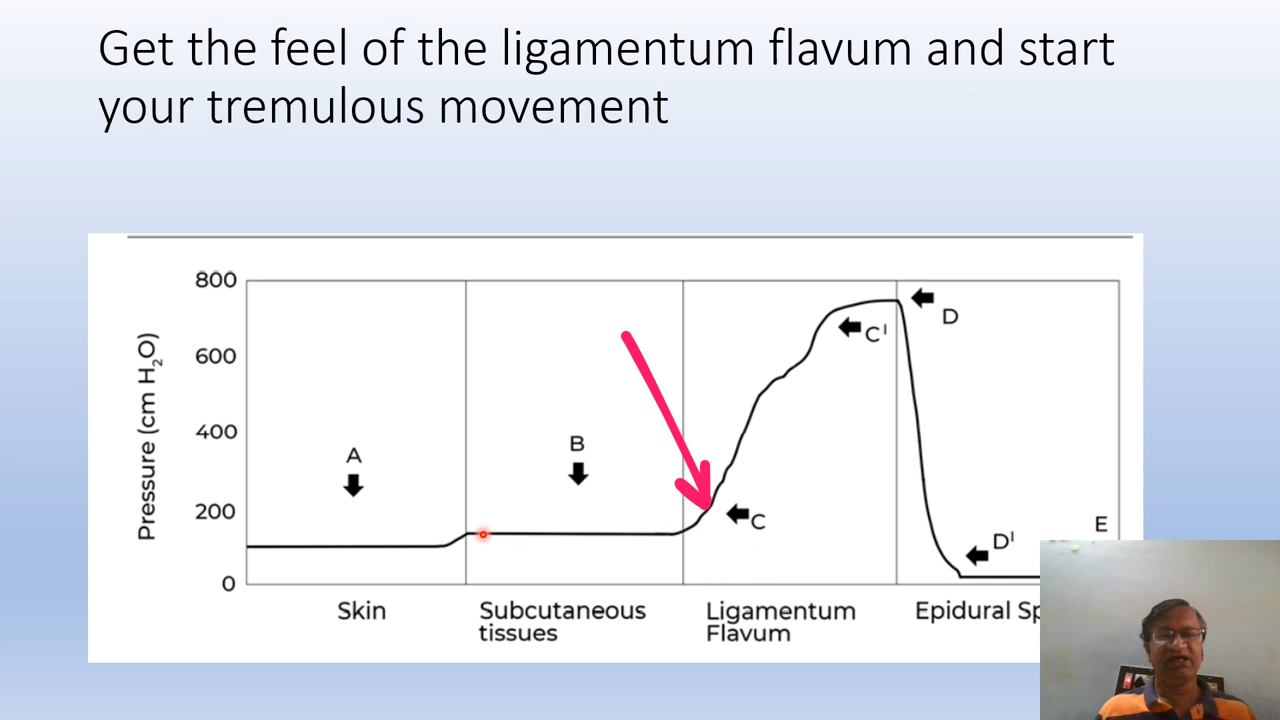 Get the feel of the ligamentum flavum and start
your tremulous movement
Pressure (cm H₂O)
800
600
400
200
0
A
B
C
C'
D
D'
E
Skin
Subcutaneous
tissues
Ligamentum
Flavum
Epidural